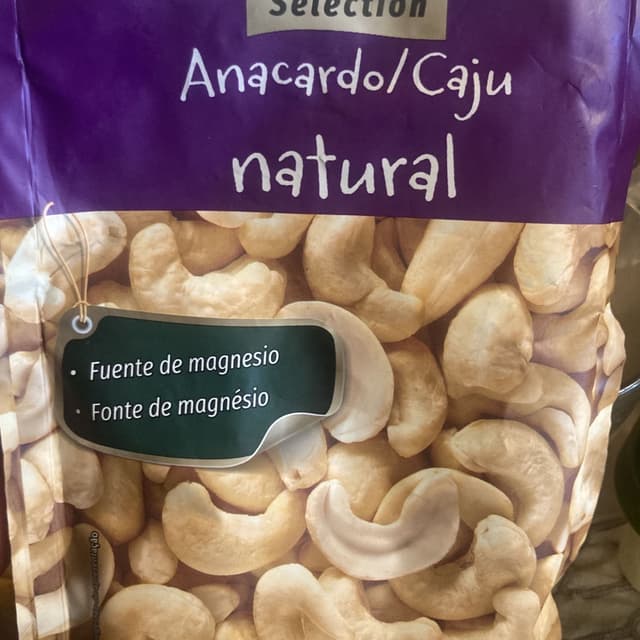 Selection
Anacardo/Caju
natural
• Fuente de magnesio
• Fonte de magnésio